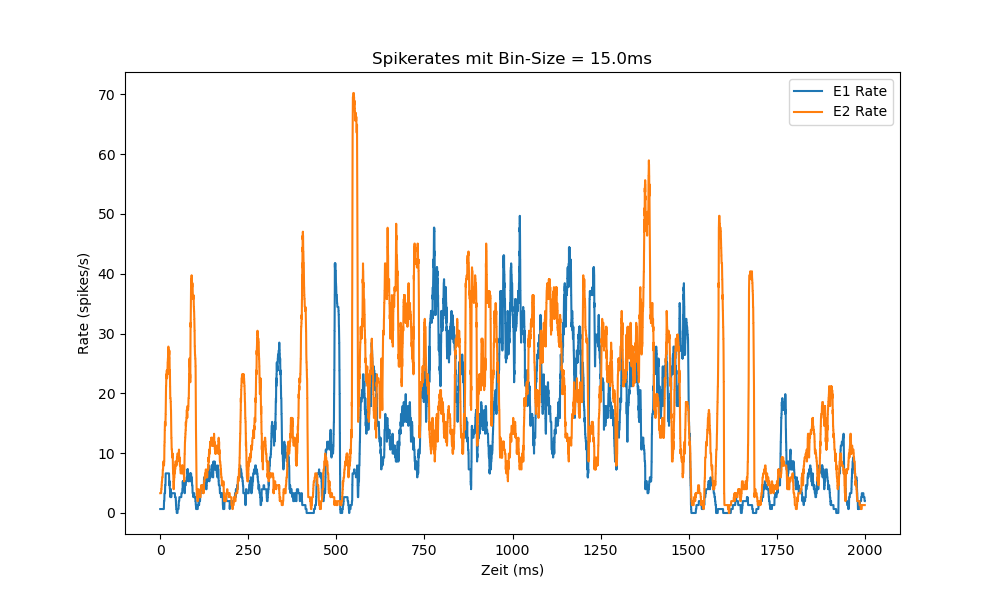 Spikerates mit Bin-Size = 15.0ms
E1 Rate
E2 Rate
70
60
50
40
30
20
10
0
Rate (spikes/s)
0 250 500 750 1000 1250 1500 1750 2000
Zeit (ms)